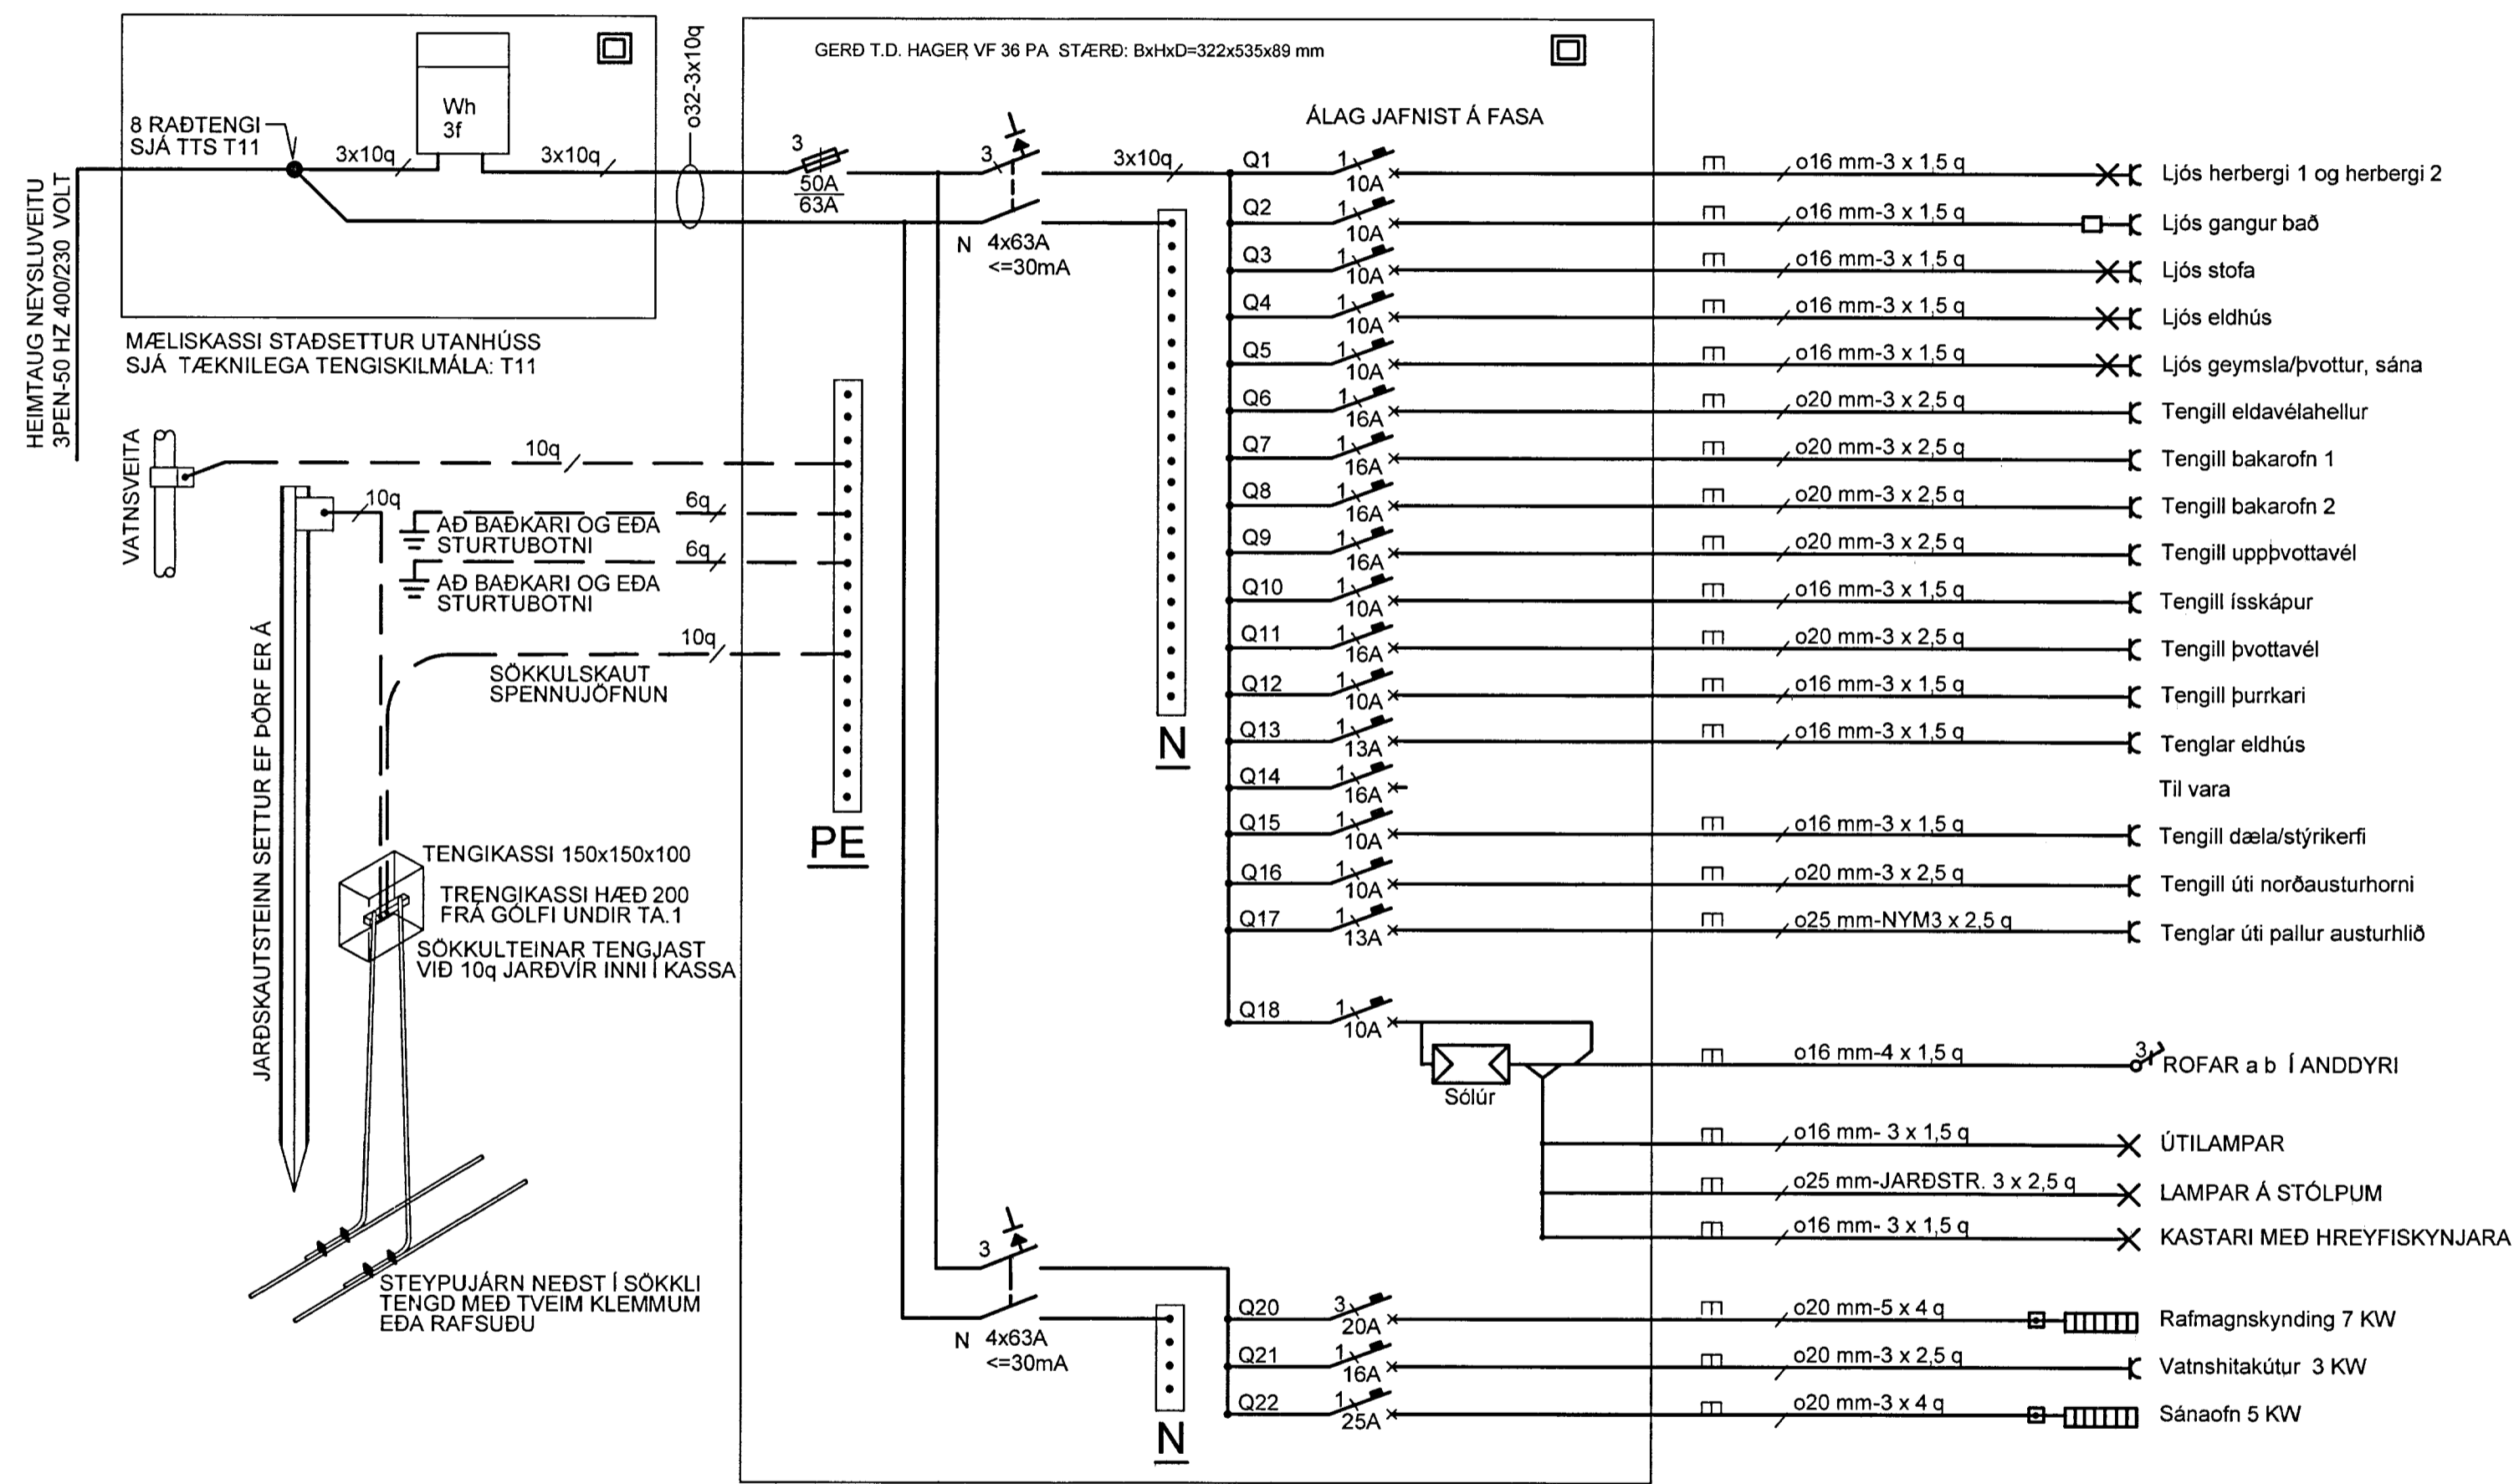 HEIMTAUG NEYSLUVEITU
3PEN-50 HZ 400/230 VOLT
8 RAÐTENGI
SJÁ TTS T11
Wh
3f
3x10q
3x10q
o32-3x10q
MÆLISKASSI STAÐSETTUR UTANHÚSS
SJÁ TÆKNILEGA TENGISKILMÁLA: T11
VATNSVEITA
10q
10q
6q
AÐ BAÐKARI OG EÐA
STURTUBOTNI
6q
AÐ BAÐKARI OG EÐA
STURTUBOTNI
10q
SÖKKULSKAUT
SPENNUJÖFNUN
JARÐSKAUTSTEINN SETTUR EF ÞÖRF ER Á
TENGIKASSI 150x150x100
TRENGIKASSI HÆÐ 200
FRÁ GÓLFI UNDIR TA.1
SÖKKULTEINAR TENGJAST
VIÐ 10q JARÐVÍR INNI Í KASSA
STEYPUJÁRN NEÐST Í SÖKKLI
TENGD MEÐ TVEIM KLEMMUM
EÐA RAFSUÐU
GERÐ T.D. HAGER VF 36 PA STÆRÐ: BxHxD=322x535x89 mm
ÁLAG JAFNIST Á FASA
3
50A
63A
3
N 4x63A
<=30mA
3x10q
PE
N
Q1 1 10A o16 mm-3 x 1,5 q Ljós herbergi 1 og herbergi 2
Q2 1 10A o16 mm-3 x 1,5 q Ljós gangur bað
Q3 1 10A o16 mm-3 x 1,5 q Ljós stofa
Q4 1 10A o16 mm-3 x 1,5 q Ljós eldhús
Q5 1 10A o16 mm-3 x 1,5 q Ljós geymsla/þvottur, sána
Q6 1 16A o20 mm-3 x 2,5 q Tengill eldavélahellur
Q7 1 16A o20 mm-3 x 2,5 q Tengill bakarofn 1
Q8 1 16A o20 mm-3 x 2,5 q Tengill bakarofn 2
Q9 1 16A o20 mm-3 x 2,5 q Tengill uppþvottavél
Q10 1 10A o16 mm-3 x 1,5 q Tengill ísskápur
Q11 1 16A o20 mm-3 x 2,5 q Tengill þvottavél
Q12 1 10A o16 mm-3 x 1,5 q Tengill þurrkari
Q13 1 13A o16 mm-3 x 1,5 q Tenglar eldhús
Q14 1 16A Til vara
Q15 1 10A o16 mm-3 x 1,5 q Tengill dæla/stýrikerfi
Q16 1 10A o20 mm-3 x 2,5 q Tengill úti norðausturhorni
Q17 1 13A o25 mm-NYM3 x 2,5 q Tenglar úti pallur austurhlið
Q18 1 10A
Sólúr
o16 mm-4 x 1,5 q 3 ROFAR a b Í ANDDYRI
o16 mm- 3 x 1,5 q ÚTILAMPAR
o25 mm-JARÐSTR. 3 x 2,5 q LAMPAR Á STÓLPUM
o16 mm- 3 x 1,5 q KASTARI MEÐ HREYFISKYNJARA
3
N 4x63A
<=30mA
N
Q20 3 20A o20 mm-5 x 4 q Rafmagnskynding 7 KW
Q21 1 16A o20 mm-3 x 2,5 q Vatnshitakútur 3 KW
Q22 1 25A o20 mm-3 x 4 q Sánaofn 5 KW